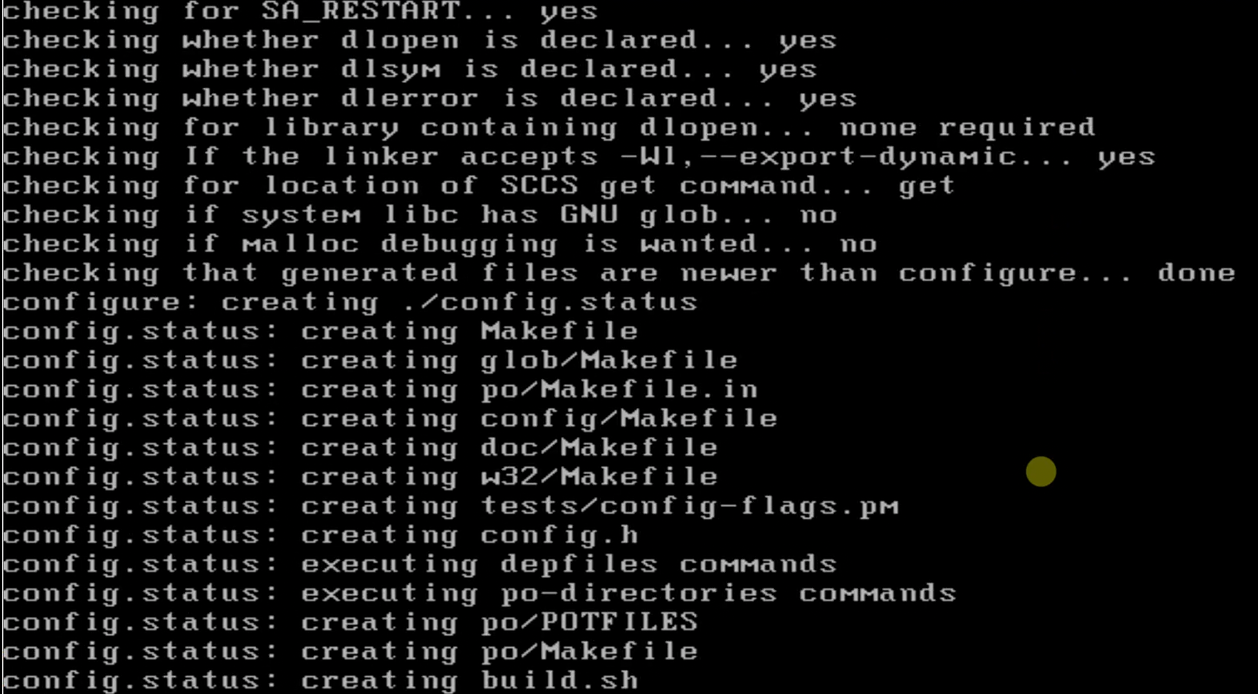 checking for SA_RESTART... yes
checking whether dlopen is declared... yes
checking whether dlsym is declared... yes
checking whether dlerror is declared... yes
checking for library containing dlopen... none required
checking If the linker accepts -Wl,--export-dynamic... yes
checking for location of SCCS get command... get
checking if system libc has GNU glob... no
checking if malloc debugging is wanted... no
checking that generated files are newer than configure... done
configure: creating ./config.status
config.status: creating Makefile
config.status: creating glob/Makefile
config.status: creating po/Makefile.in
config.status: creating config/Makefile
config.status: creating doc/Makefile
config.status: creating w32/Makefile
config.status: creating tests/config-flags.pm
config.status: creating config.h
config.status: executing depfiles commands
config.status: executing po-directories commands
config.status: creating po/POTFILES
config.status: creating po/Makefile
config.status: creating build.sh